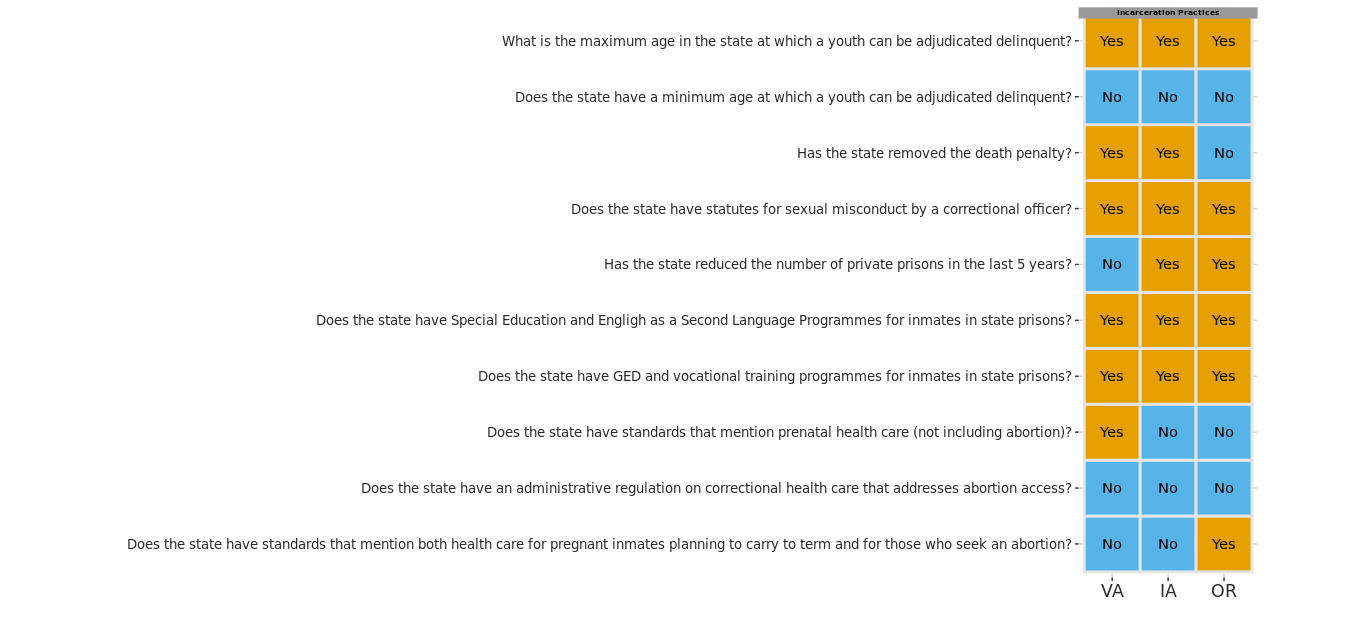 Incarceration Practices
What is the maximum age in the state at which a youth can be adjudicated delinquent? Yes Yes Yes
Does the state have a minimum age at which a youth can be adjudicated delinquent? No No No
Has the state removed the death penalty? Yes Yes No
Does the state have statutes for sexual misconduct by a correctional officer? Yes Yes Yes
Has the state reduced the number of private prisons in the last 5 years? No Yes Yes
Does the state have Special Education and Engligh as a Second Language Programmes for inmates in state prisons? Yes Yes Yes
Does the state have GED and vocational training programmes for inmates in state prisons? Yes Yes Yes
Does the state have standards that mention prenatal health care (not including abortion)? Yes No No
Does the state have an administrative regulation on correctional health care that addresses abortion access? No No No
Does the state have standards that mention both health care for pregnant inmates planning to carry to term and for those who seek an abortion? No No Yes
VA IA OR